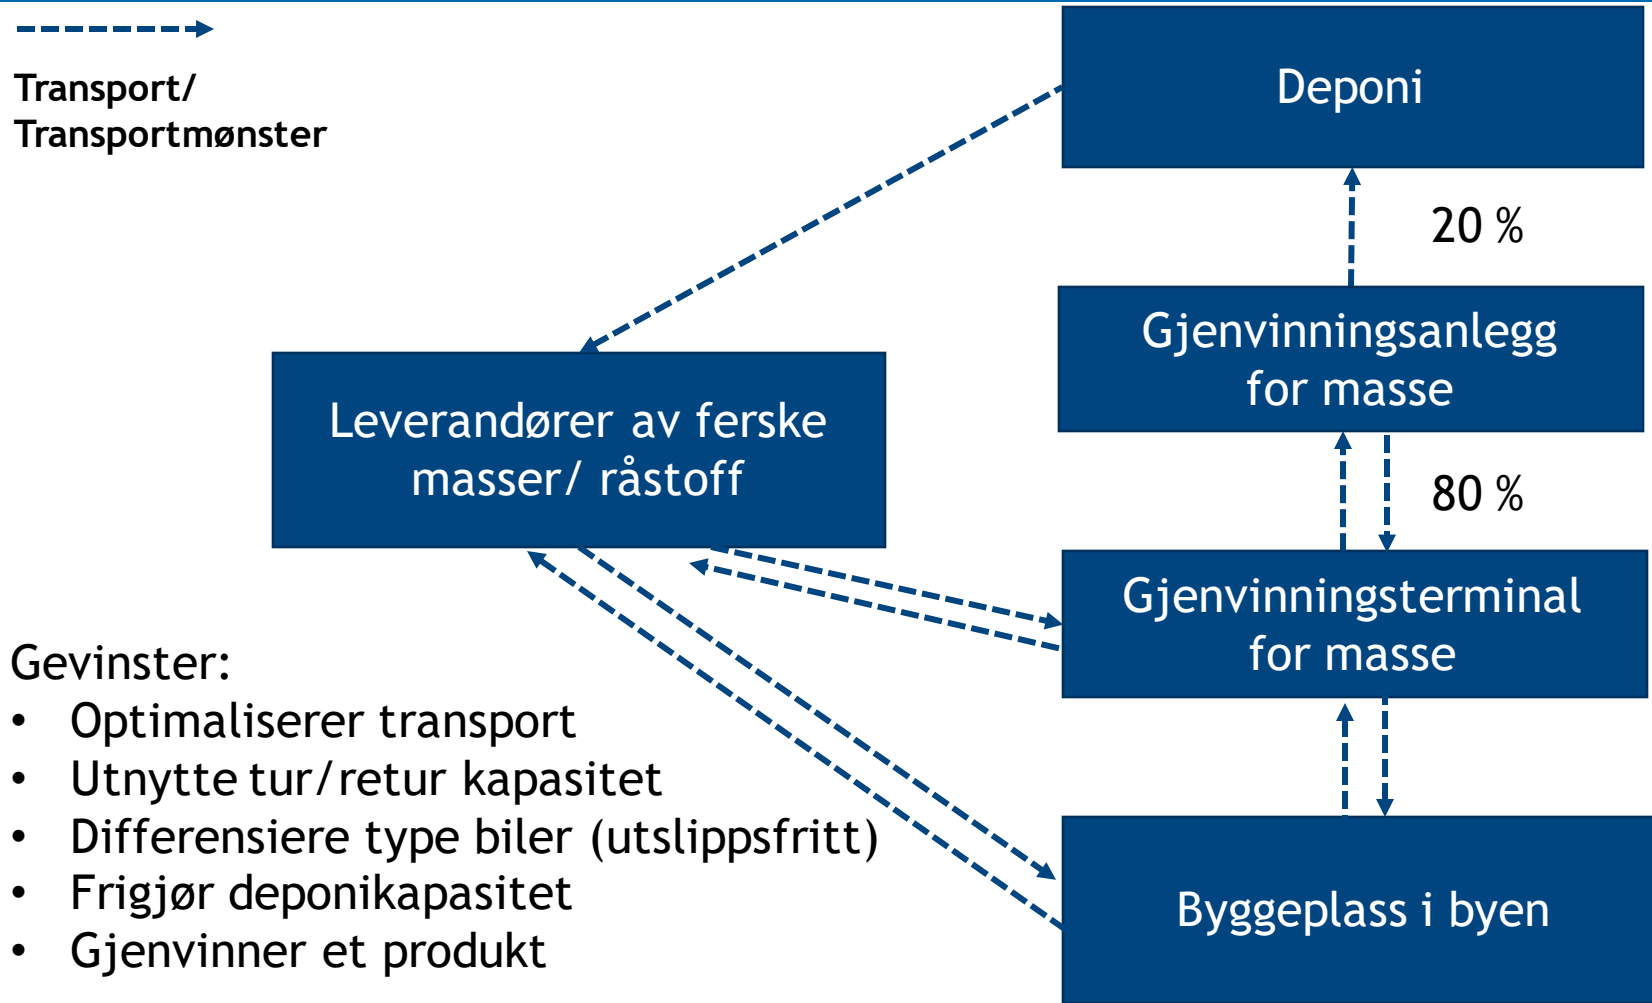 Transport/
Transportmønster
Deponi
20 %
Gjenvinningsanlegg
for masse
Leverandører av ferske
masser/ råstoff
80 %
Gjenvinningsterminal
for masse
Gevinster:
• Optimaliserer transport
• Utnytte tur/retur kapasitet
• Differensiere type biler (utslippsfritt)
• Frigjør deponikapasitet
• Gjenvinner et produkt
Byggeplass i byen